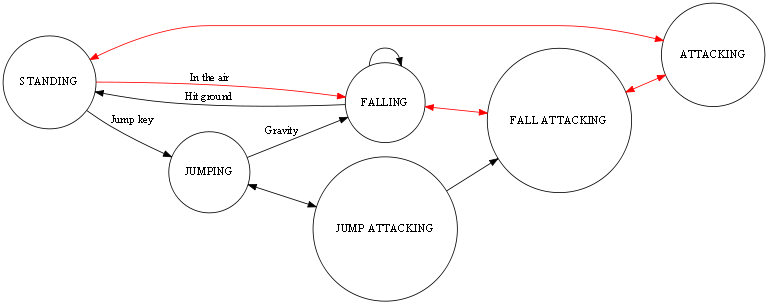 ATTACKING
STANDING
In the air
Hit ground
FALLING
FALL ATTACKING
Jump key
Gravity
JUMPING
JUMP ATTACKING